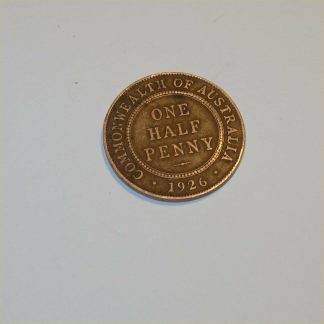 COMMONWEALTH OF AUSTRALIA
ONE
HALF
PENNY
· 1926 ·